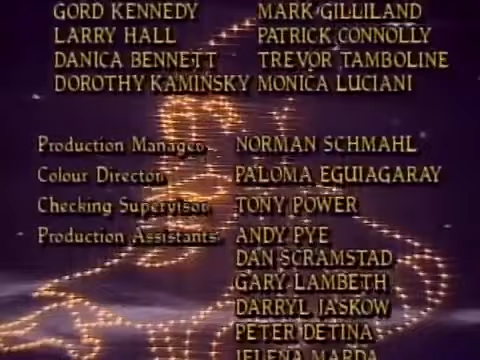 GORD KENNEDY MARK GILLILAND
LARRY HALL PATRICK CONNOLLY
DANICA BENNETT TREVOR TAMBOLINE
DOROTHY KAMINSKY MONICA LUCIANI
Production Manager NORMAN SCHMAHL
Colour Director PALOMA EGUIAGARAY
Checking Supervisor TONY POWER
Production Assistants ANDY PYE
DAN SCRAMSTAD
GARY LAMBETH
DARRYL JASKOW
PETER DETINA
JELENA